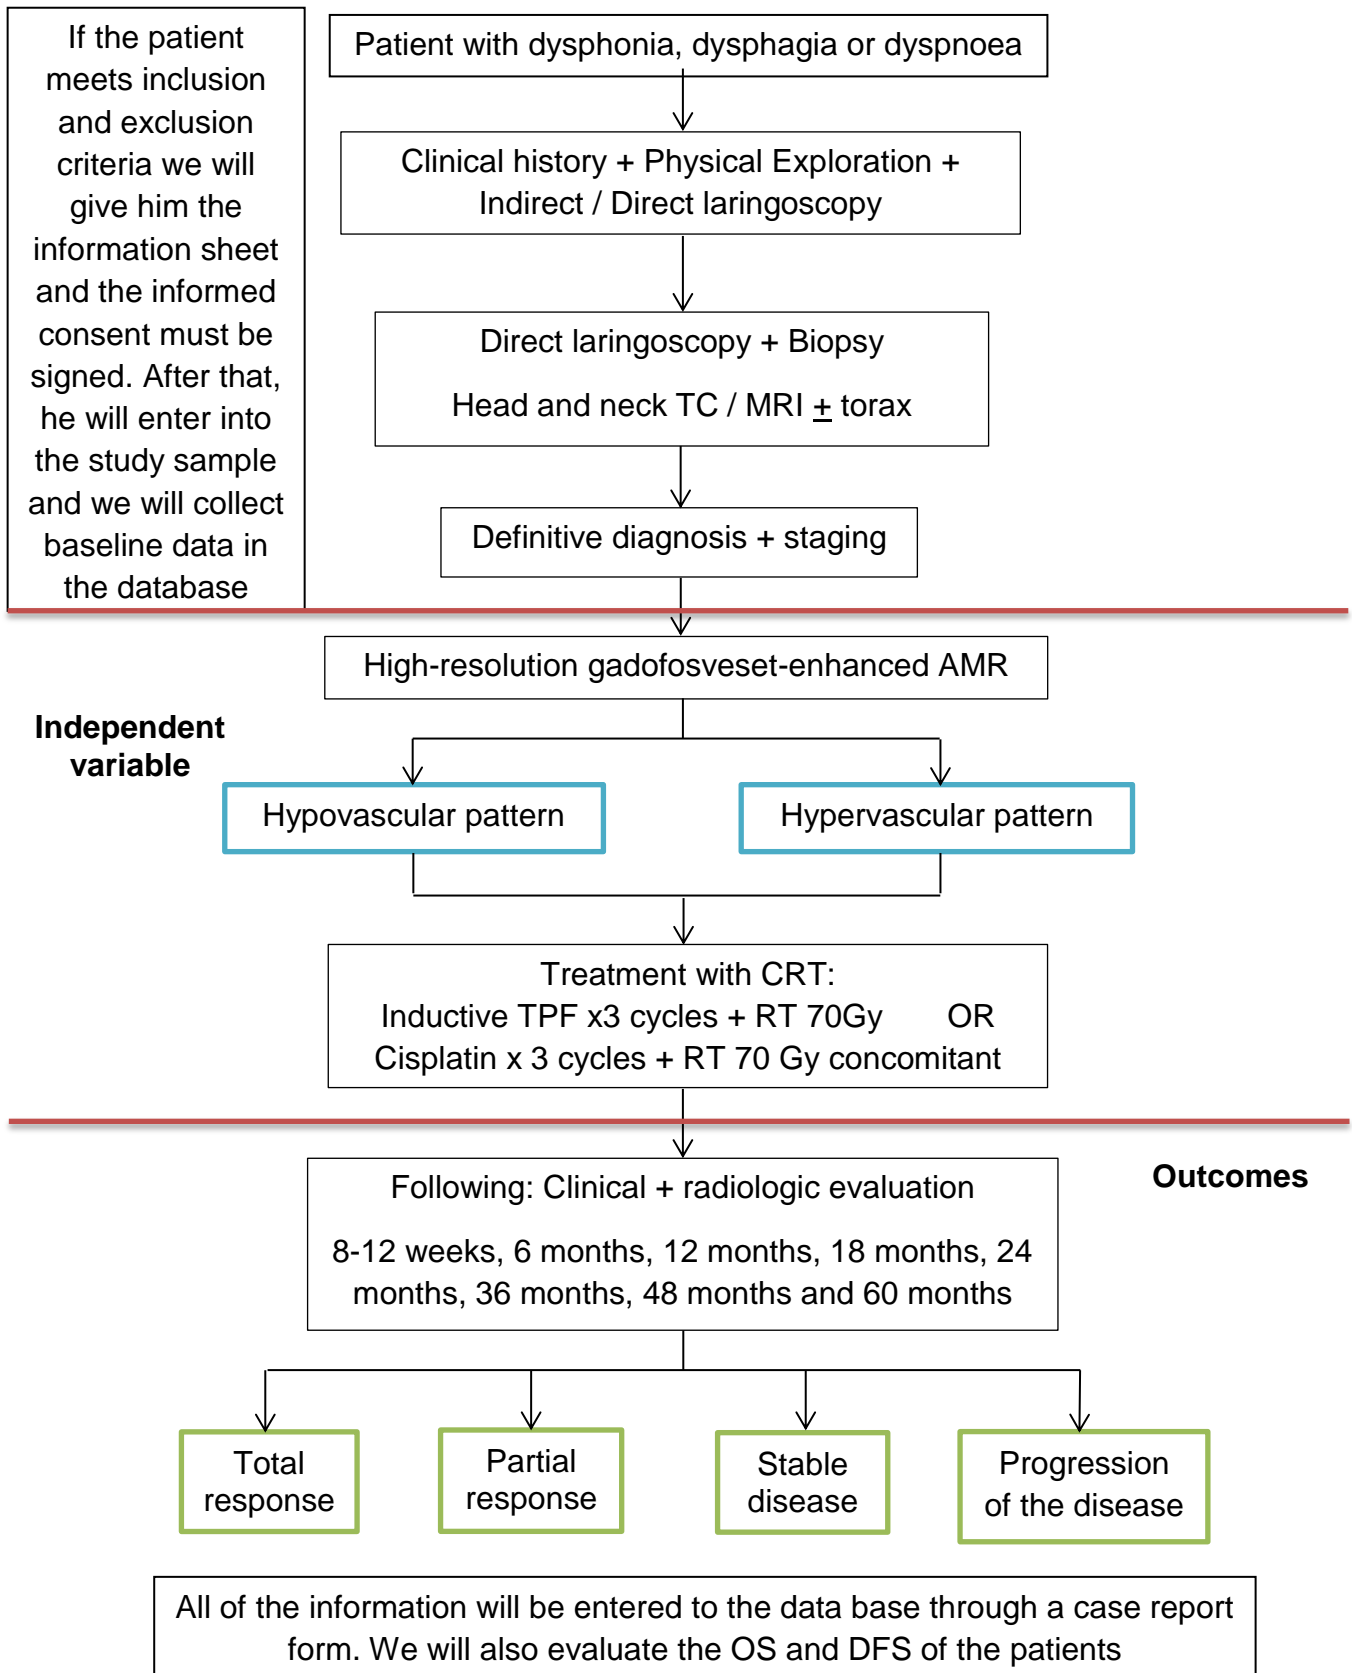 If the patient
meets inclusion
and exclusion
criteria we will
give him the
information sheet
and the informed
consent must be
signed. After that,
he will enter into
the study sample
and we will collect
baseline data in
the database
Patient with dysphonia, dysphagia or dyspnoea
Clinical history + Physical Exploration +
Indirect / Direct laringoscopy
Direct laringoscopy + Biopsy
Head and neck TC / MRI ± torax
Definitive diagnosis + staging
High-resolution gadofosveset-enhanced AMR
Independent
variable
Hypovascular pattern
Hypervascular pattern
Treatment with CRT:
Inductive TPF x3 cycles + RT 70Gy OR
Cisplatin x 3 cycles + RT 70 Gy concomitant
Outcomes
Following: Clinical + radiologic evaluation
8-12 weeks, 6 months, 12 months, 18 months, 24
months, 36 months, 48 months and 60 months
Total
response
Partial
response
Stable
disease
Progression
of the disease
All of the information will be entered to the data base through a case report
form. We will also evaluate the OS and DFS of the patients